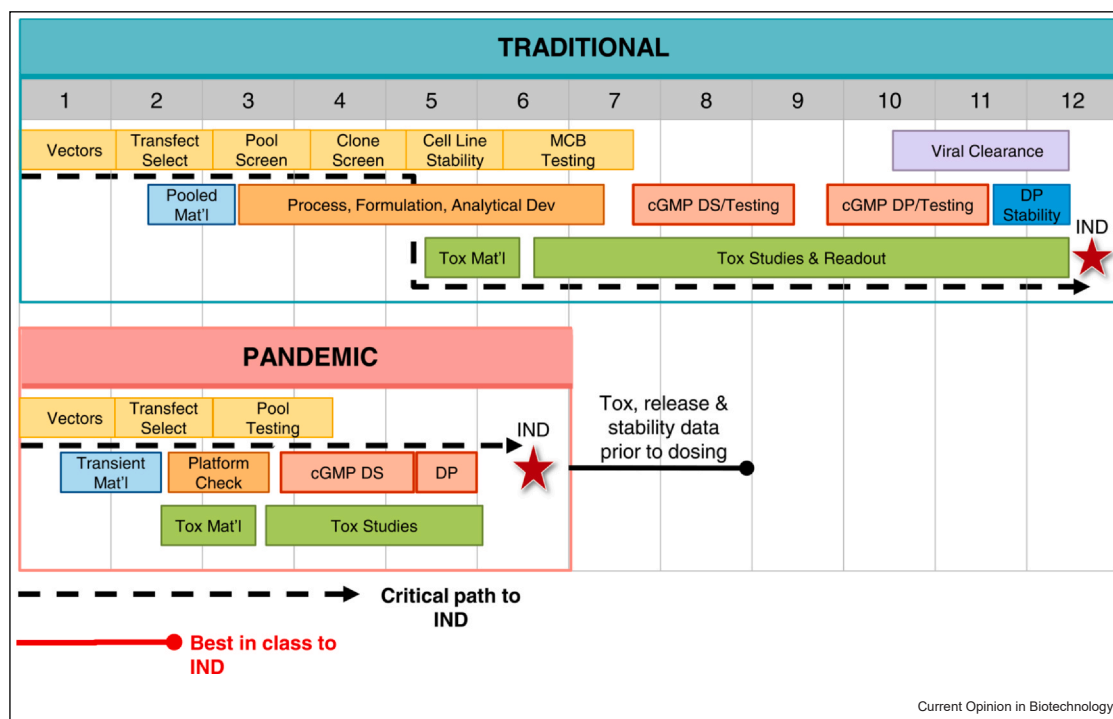 TRADITIONAL
1 2 3 4 5 6 7 8 9 10 11 12
Vectors
Transfect
Select
Pool
Screen
Clone
Screen
Cell Line
Stability
MCB
Testing
Viral Clearance
Pooled
Mat'l
Process, Formulation, Analytical Dev
cGMP DS/Testing
cGMP DP/Testing
DP
Stability
IND
Tox Mat'l
Tox Studies & Readout
PANDEMIC
Vectors
Transfect
Select
Pool
Testing
IND
Tox, release &
stability data
prior to dosing
Transient
Mat'l
Platform
Check
cGMP DS
DP
Tox Mat'l
Tox Studies
Critical path to
IND
Best in class to
IND
Current Opinion in Biotechnology